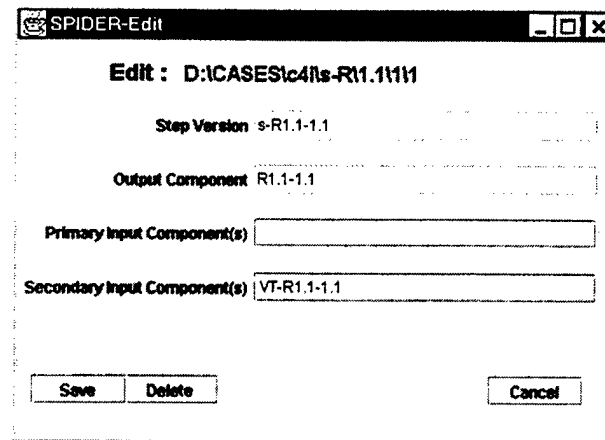 SPIDER-Edit
Edit : D:\CASES\c4i\s-R\1.1\1\1
Step Version s-R1.1-1.1
Output Component R1.1-1.1
Primary Input Component(s)
Secondary Input Component(s) VT-R1.1-1.1
Save Delete Cancel